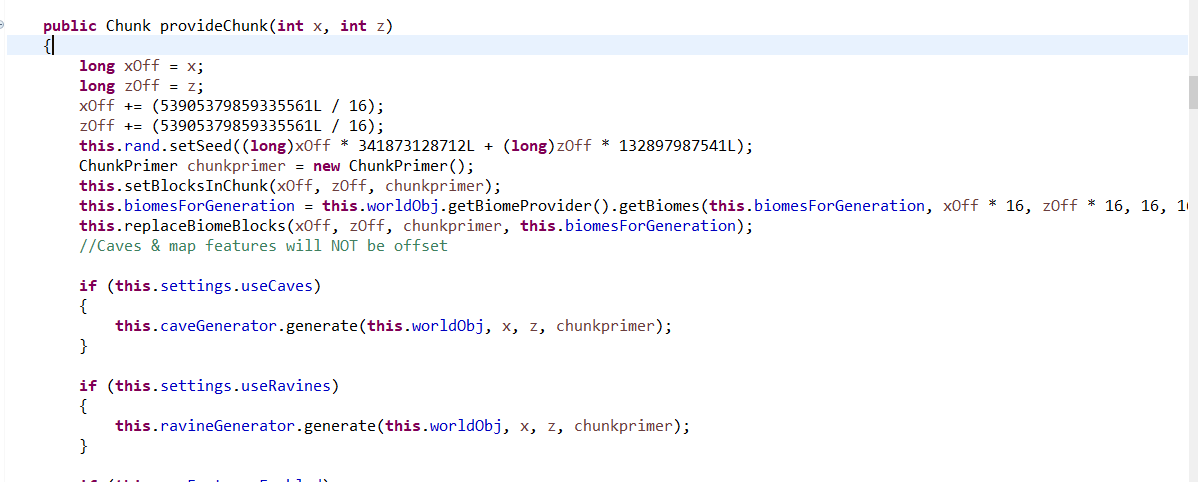 public Chunk provideChunk(int x, int z)
{
long xOff = x;
long zOff = z;
xOff += (53905379859335561L / 16);
zOff += (53905379859335561L / 16);
this.rand.setSeed((long)xOff * 341873128712L + (long)zOff * 132897987541L);
ChunkPrimer chunkprimer = new ChunkPrimer();
this.setBlocksInChunk(xOff, zOff, chunkprimer);
this.biomesForGeneration = this.worldObj.getBiomeProvider().getBiomes(this.biomesForGeneration, xOff * 16, zOff * 16, 16,
this.replaceBiomeBlocks(xOff, zOff, chunkprimer, this.biomesForGeneration);
//Caves & map features will NOT be offset
if (this.settings.useCaves)
{
this.caveGenerator.generate(this.worldObj, x, z, chunkprimer);
}
if (this.settings.useRavines)
{
this.ravineGenerator.generate(this.worldObj, x, z, chunkprimer);
}